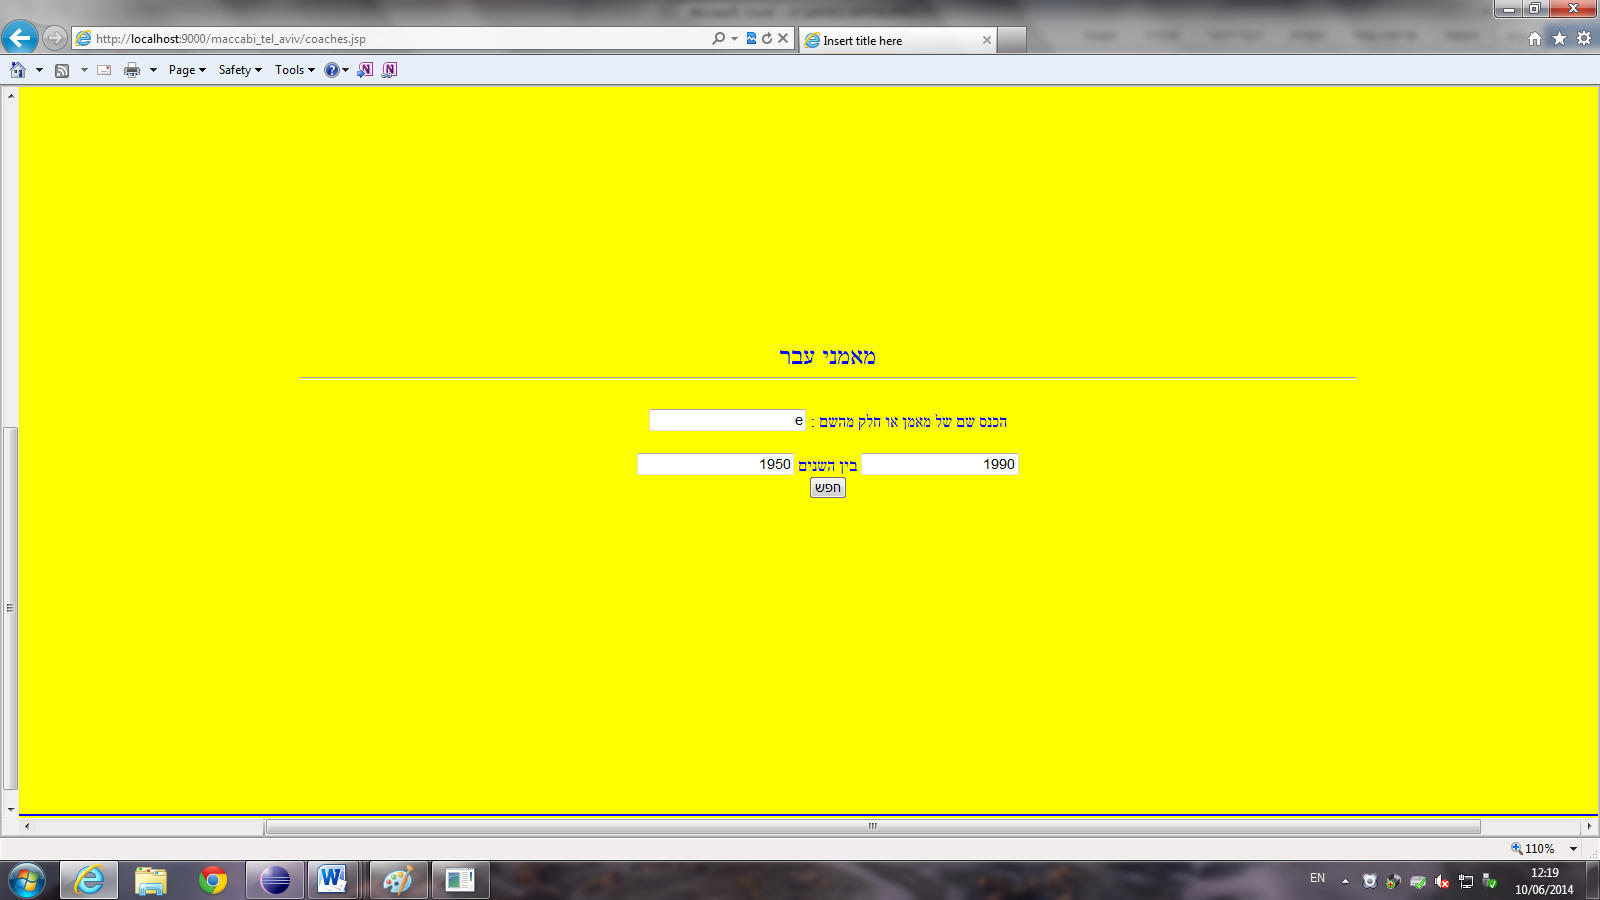 http://localhost:9000/maccabi_tel_aviv/coaches.jsp
Insert title here
Page Safety Tools
מאמני עבר
הכנס שם של מאמן או חלק מהשם : e
1990 בין השנים 1950
חפש
110%
EN
12:19
10/06/2014